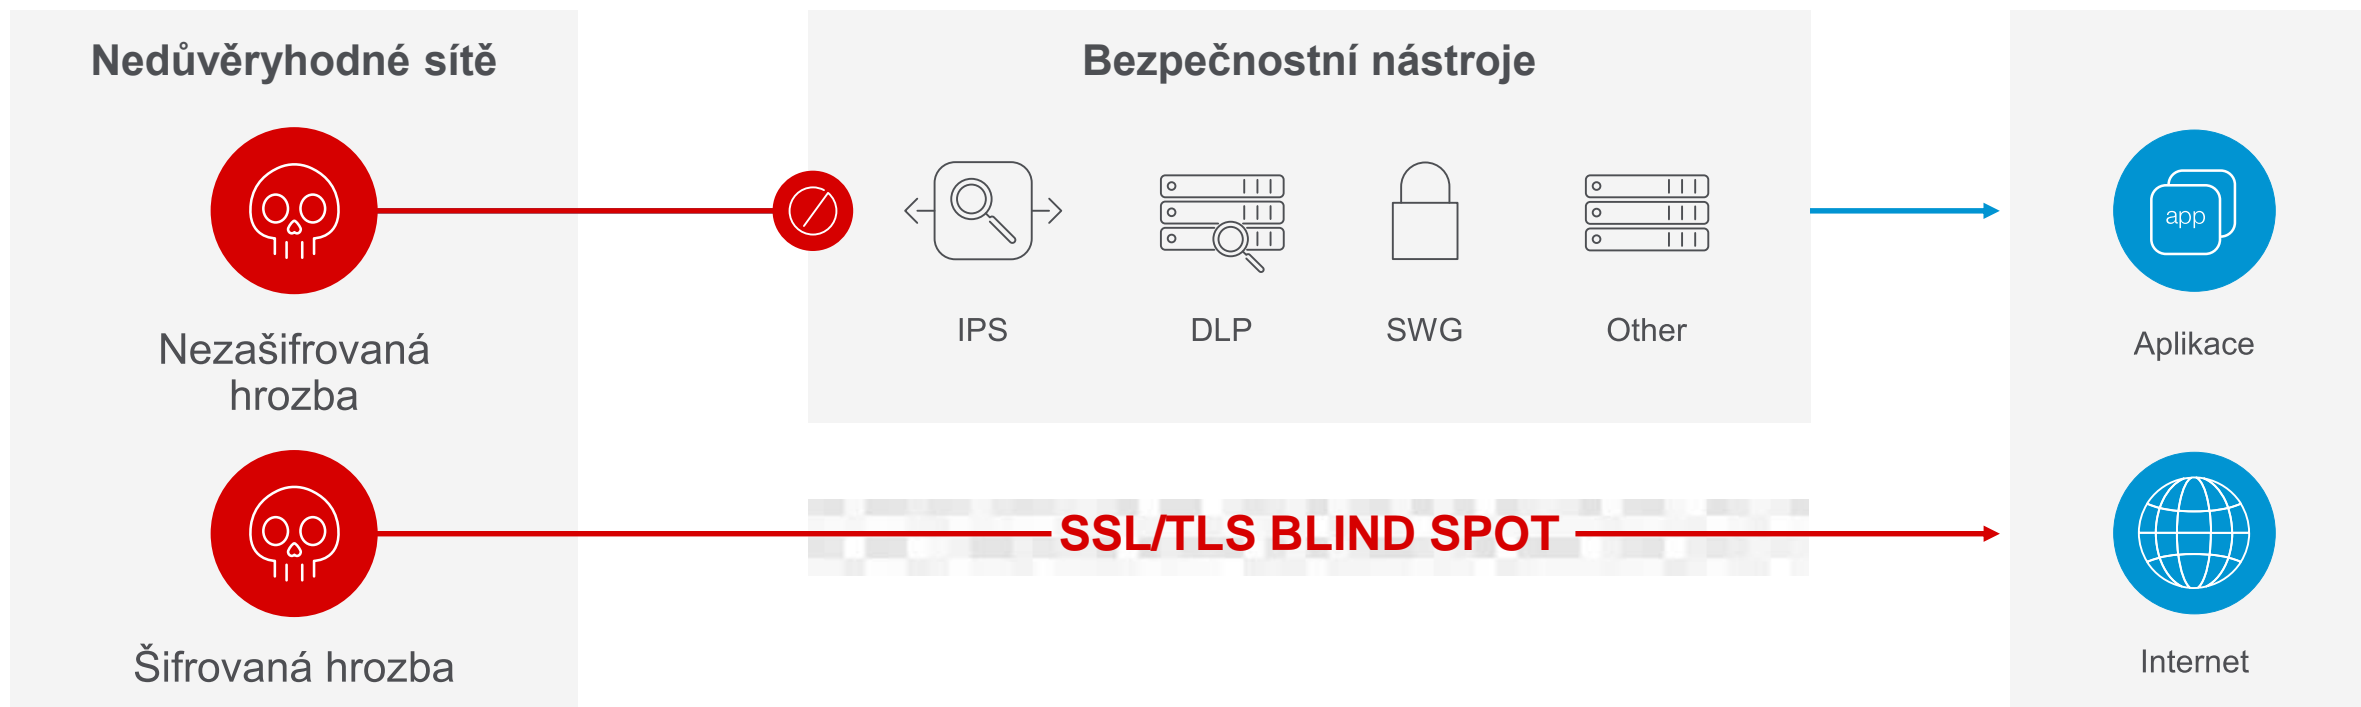 Nedůvěryhodné sítě
Nezašifrovaná
hrozba
Šifrovaná hrozba
Bezpečnostní nástroje
IPS
DLP
SWG
Other
SSL/TLS BLIND SPOT
app
Aplikace
Internet